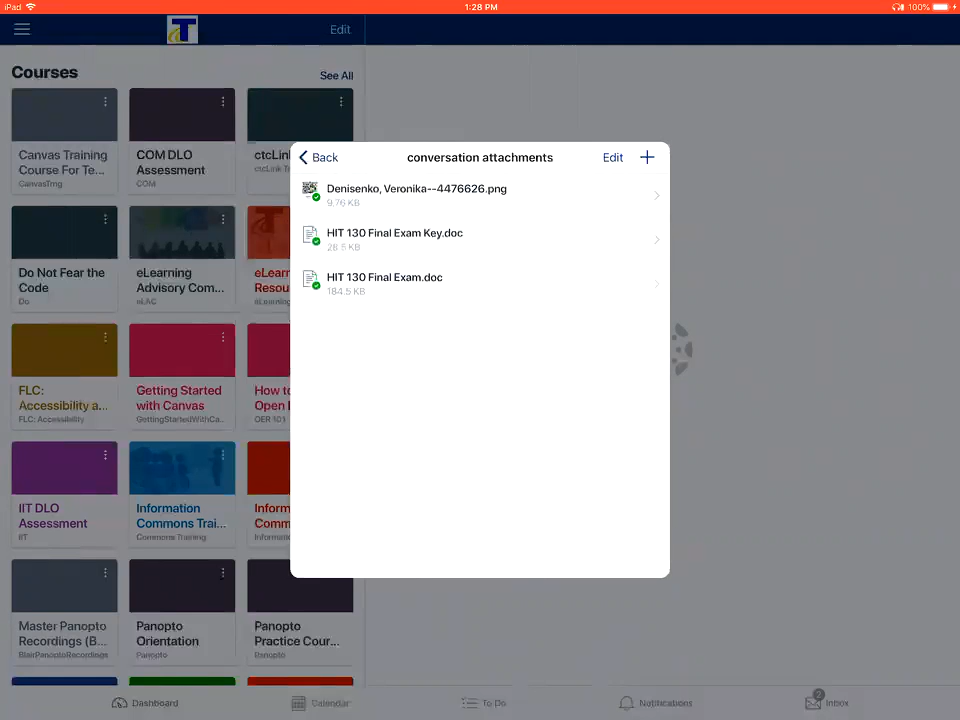 iPad
1:28 PM
100%
T
Edit
Courses
See All
Canvas Training
Course For Te...
CanvasTrng
COM DLO
Assessment
COM
ctcLin
ctcLink T
Do Not Fear the
Code
Do
eLearning
Advisory Com...
eLAC
eLearn
Resou
eLearning
FLC:
Accessibility a...
FLC: Accessibility
Getting Started
with Canvas
GettingStartedWithCa...
How to
Open
OER 101
IIT DLO
Assessment
IIT
Information
Commons Trai...
Commons Training
Inform
Comm
Informatio
Master Panopto
Recordings (B...
BlairPanoptoRecordings
Panopto
Orientation
Panopto
Panopto
Practice Cour...
Panopto
Back
conversation attachments
Edit
Denisenko, Veronika--4476626.png
9.76 KB
HIT 130 Final Exam Key.doc
28.5 KB
HIT 130 Final Exam.doc
184.5 KB
Dashboard
Calendar
To Do
Notifications
2
Inbox